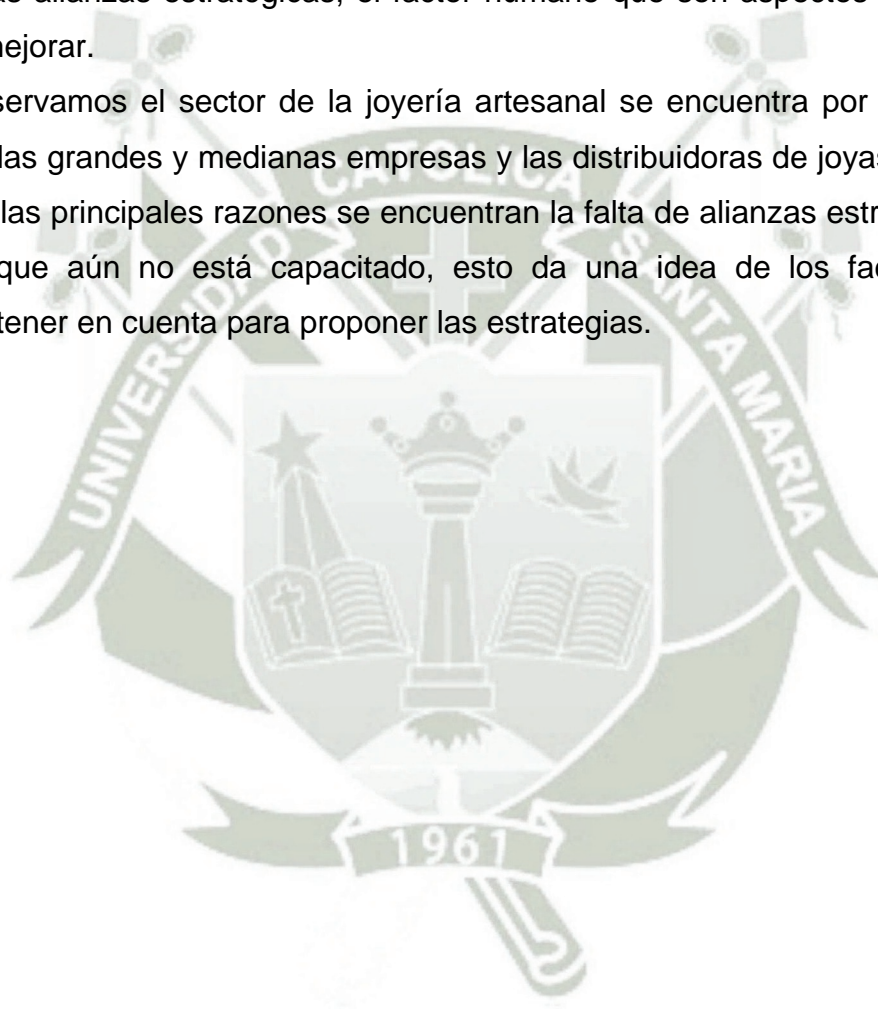 alianzas estratégicas, el factor humano que son aspectos
mejorar.
servamos el sector de la joyería artesanal se encuentra por
las grandes y medianas empresas y las distribuidoras de joyas
las principales razones se encuentran la falta de alianzas
que aún no está capacitado, esto da una idea de los
tener en cuenta para proponer las estrategias.
UNIVERSIDAD CATOLICA SANTA MARIA
1961